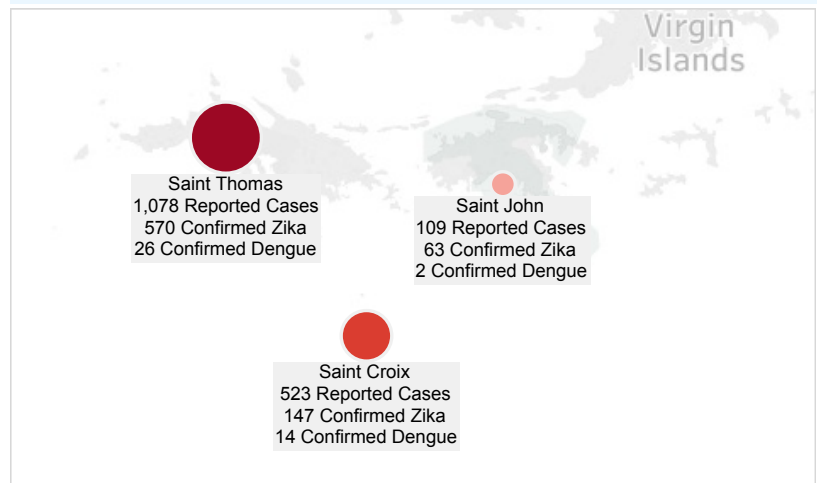 Virgin
Islands
Saint Thomas
1,078 Reported Cases
570 Confirmed Zika
26 Confirmed Dengue
Saint John
109 Reported Cases
63 Confirmed Zika
2 Confirmed Dengue
Saint Croix
523 Reported Cases
147 Confirmed Zika
14 Confirmed Dengue